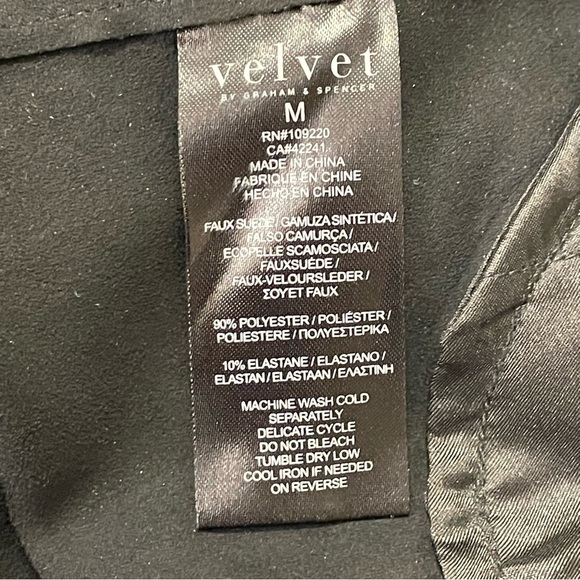 velvet
BY GRAHAM & SPENCER
M
RN#109220
CA#42241
MADE IN CHINA
FABRIQUE EN CHINE
HECHO EN CHINA
FAUX SUEDE / GAMUZA SINTÉTICA /
FALSO CAMURÇA /
ECOPELLE SCAMOSCIATA /
FAUXSUÉDE /
FAUX-VELOURSLEDER /
ΣΟΥΕΤ FAUX
90% POLYESTER / POLIÉSTER /
POLIESTERE / ΠΟΛΥΕΣΤΕΡΙΚΑ
10% ELASTANE / ELASTANO /
ELASTAN / ELASTAAN / ΕΛΑΣΤΙΝΗ
MACHINE WASH COLD
SEPARATELY
DELICATE CYCLE
DO NOT BLEACH
TUMBLE DRY LOW
COOL IRON IF NEEDED
ON REVERSE